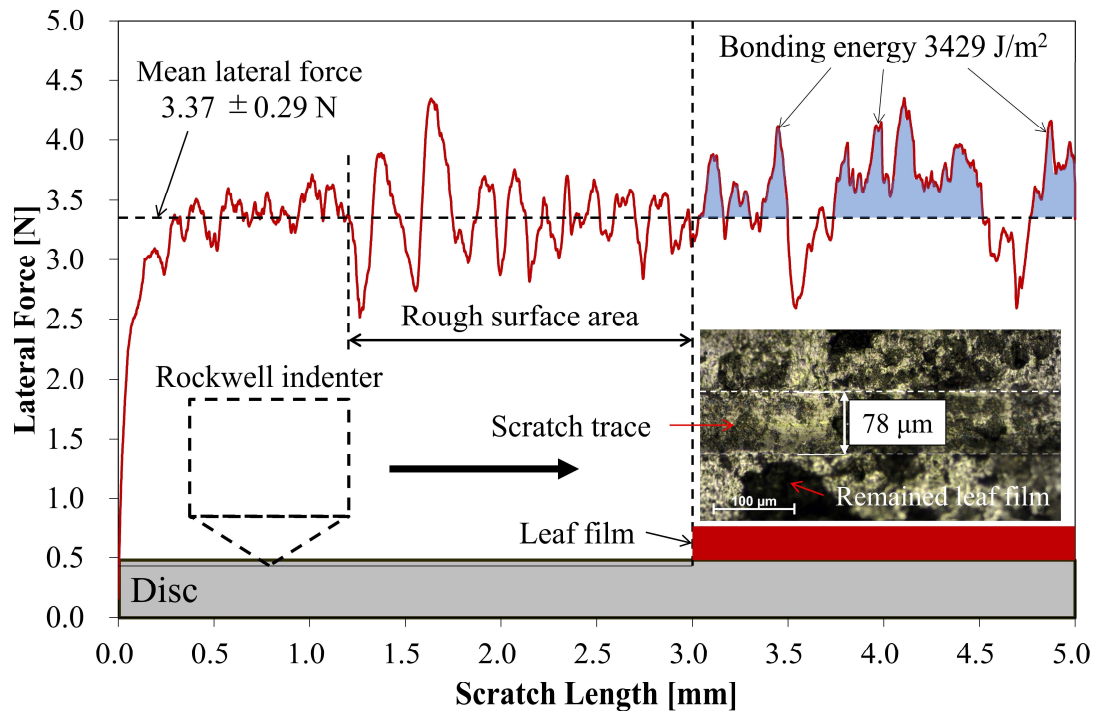 5.0
4.5
4.0
3.5
3.0
2.5
2.0
1.5
1.0
0.5
0.0
Lateral Force [N]
Mean lateral force
3.37 ±0.29 N
Bonding energy 3429 J/m²
Rough surface area
Rockwell indenter
Scratch trace
78 μm
Remained leaf film
100 μm
Leaf film
Disc
0.0 0.5 1.0 1.5 2.0 2.5 3.0 3.5 4.0 4.5 5.0
Scratch Length [mm]